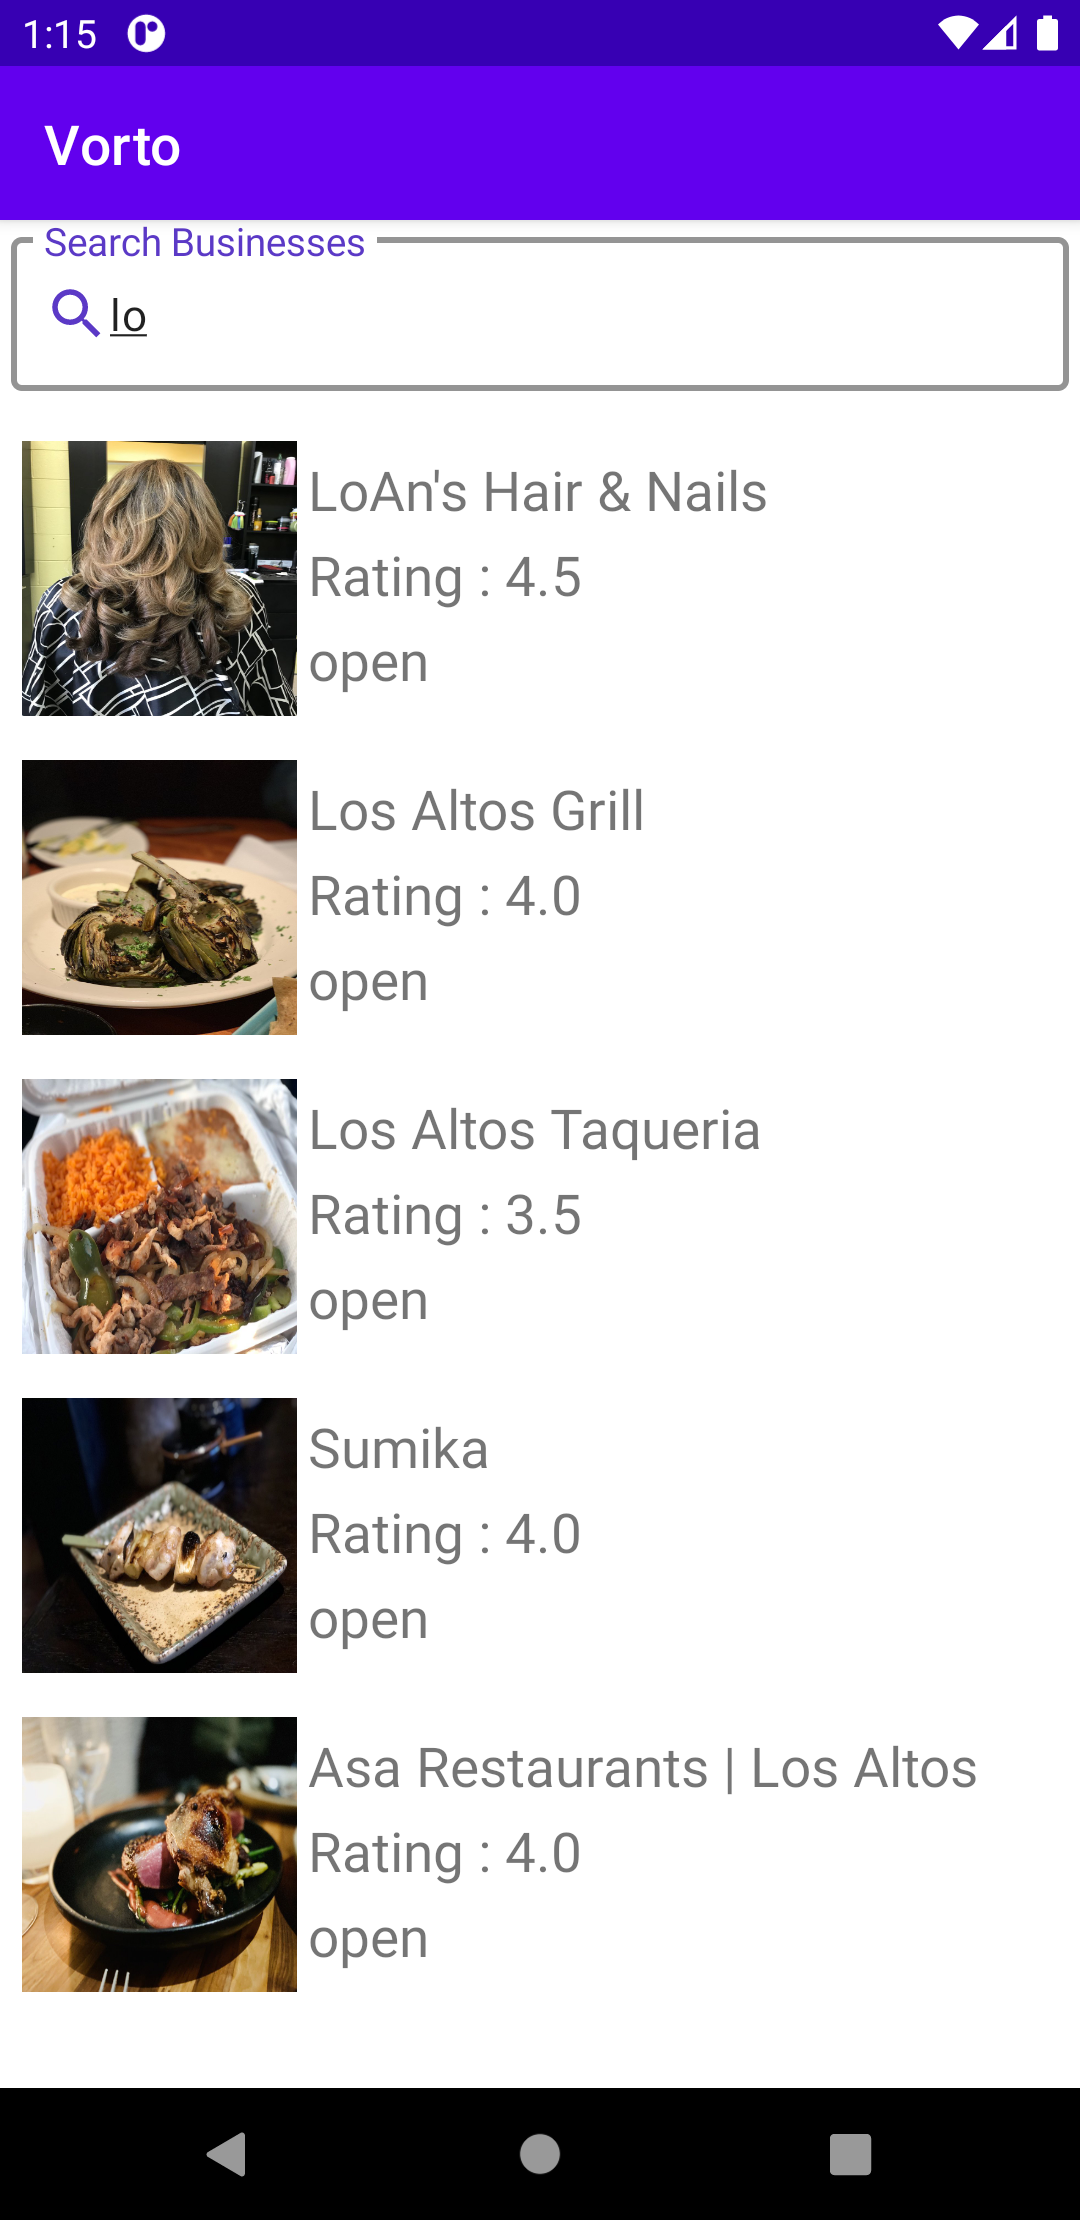 1:15
Vorto
Search Businesses
lo
LoAn's Hair & Nails
Rating : 4.5
open
Los Altos Grill
Rating : 4.0
open
Los Altos Taqueria
Rating : 3.5
open
Sumika
Rating : 4.0
open
Asa Restaurants | Los Altos
Rating : 4.0
open